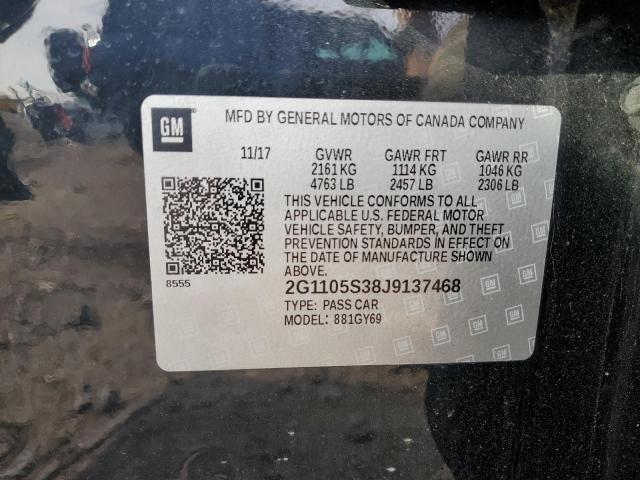 GM
MFD BY GENERAL MOTORS OF CANADA COMPANY
11/17 GVWR GAWR FRT GAWR RR
2161 KG 1114 KG 1046 KG
4763 LB 2457 LB 2306 LB
THIS VEHICLE CONFORMS TO ALL
APPLICABLE U.S. FEDERAL MOTOR
VEHICLE SAFETY, BUMPER, AND THEFT
PREVENTION STANDARDS IN EFFECT ON
THE DATE OF MANUFACTURE SHOWN
ABOVE.
8555
2G1105S38J9137468
TYPE: PASS CAR
MODEL: 881GY69